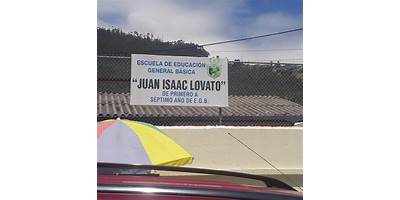 ESCUELA DE EDUCACIÓN
GENERAL BÁSICA
"JUAN ISAAC LOVATO"
DE PRIMERO A
SÉPTIMO AÑO DE E.G.B.